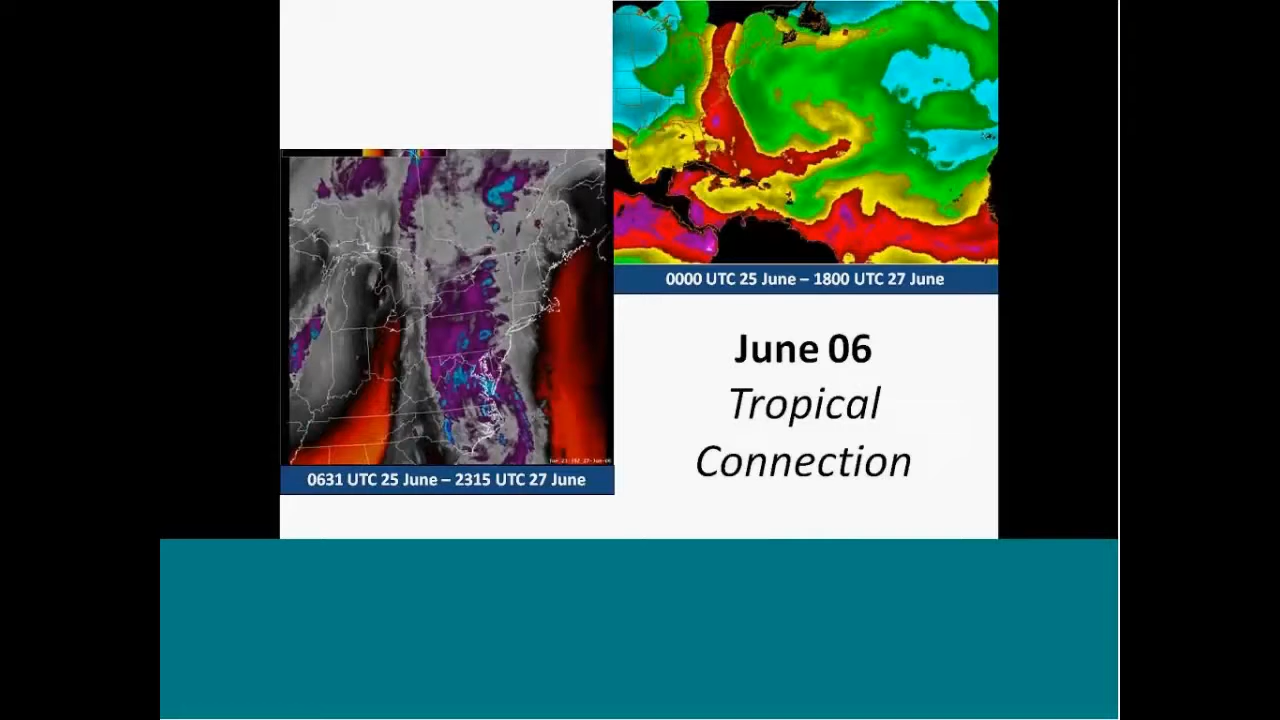 0000 UTC 25 June – 1800 UTC 27 June
June 06
Tropical
Connection
0631 UTC 25 June – 2315 UTC 27 June